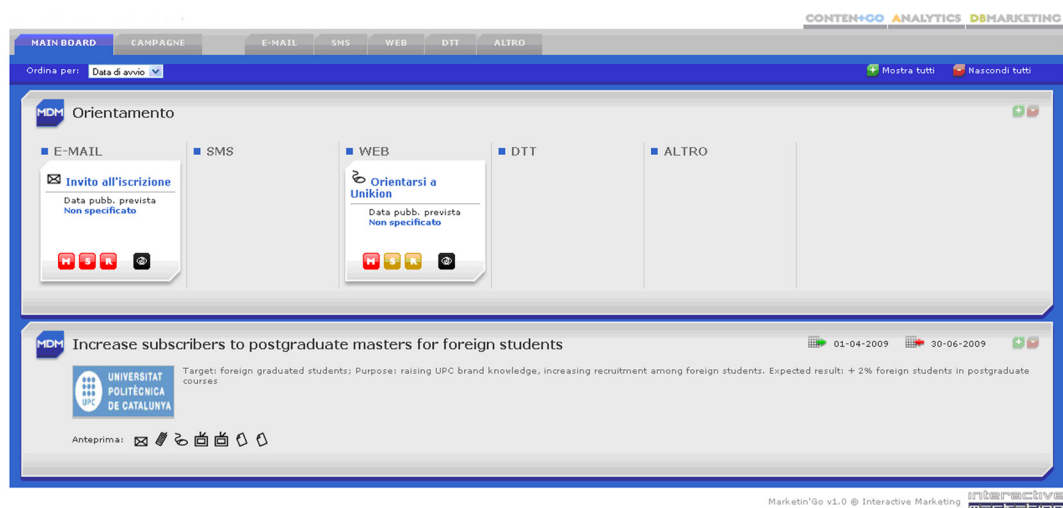 CONTEN+GO ANALYTICS DBMARKETING
MAIN BOARD CAMPAGNE E-MAIL SMS WEB DTT ALTRO
Ordina per: Data di avvio Mostra tutti Nascondi tutti
MDM Orientamento
E-MAIL SMS WEB DTT ALTRO
Invito all'iscrizione
Data pubb. prevista
Non specificato
M S R
Orientarsi a
Unikion
Data pubb. prevista
Non specificato
M S R
MDM Increase subscribers to postgraduate masters for foreign students 01-04-2009 30-06-2009
UNIVERSITAT
POLITÈCNICA
DE CATALUNYA
UPC
Target: foreign graduated students; Purpose: raising UPC brand knowledge, increasing recruitment among foreign students. Expected result: + 2% foreign students in postgraduate
courses
Anteprima:
Marketin'Go v1.0 @ Interactive Marketing interactive